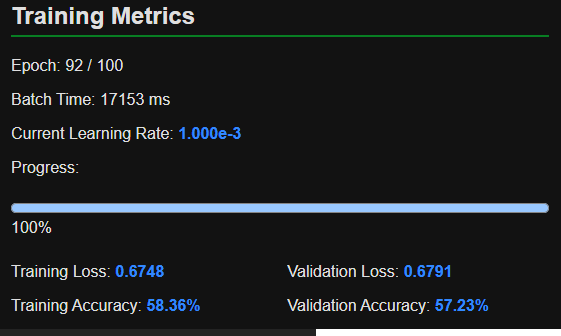 Training Metrics
Epoch: 92 / 100
Batch Time: 17153 ms
Current Learning Rate: 1.000e-3
Progress:
100%
Training Loss: 0.6748 Validation Loss: 0.6791
Training Accuracy: 58.36% Validation Accuracy: 57.23%